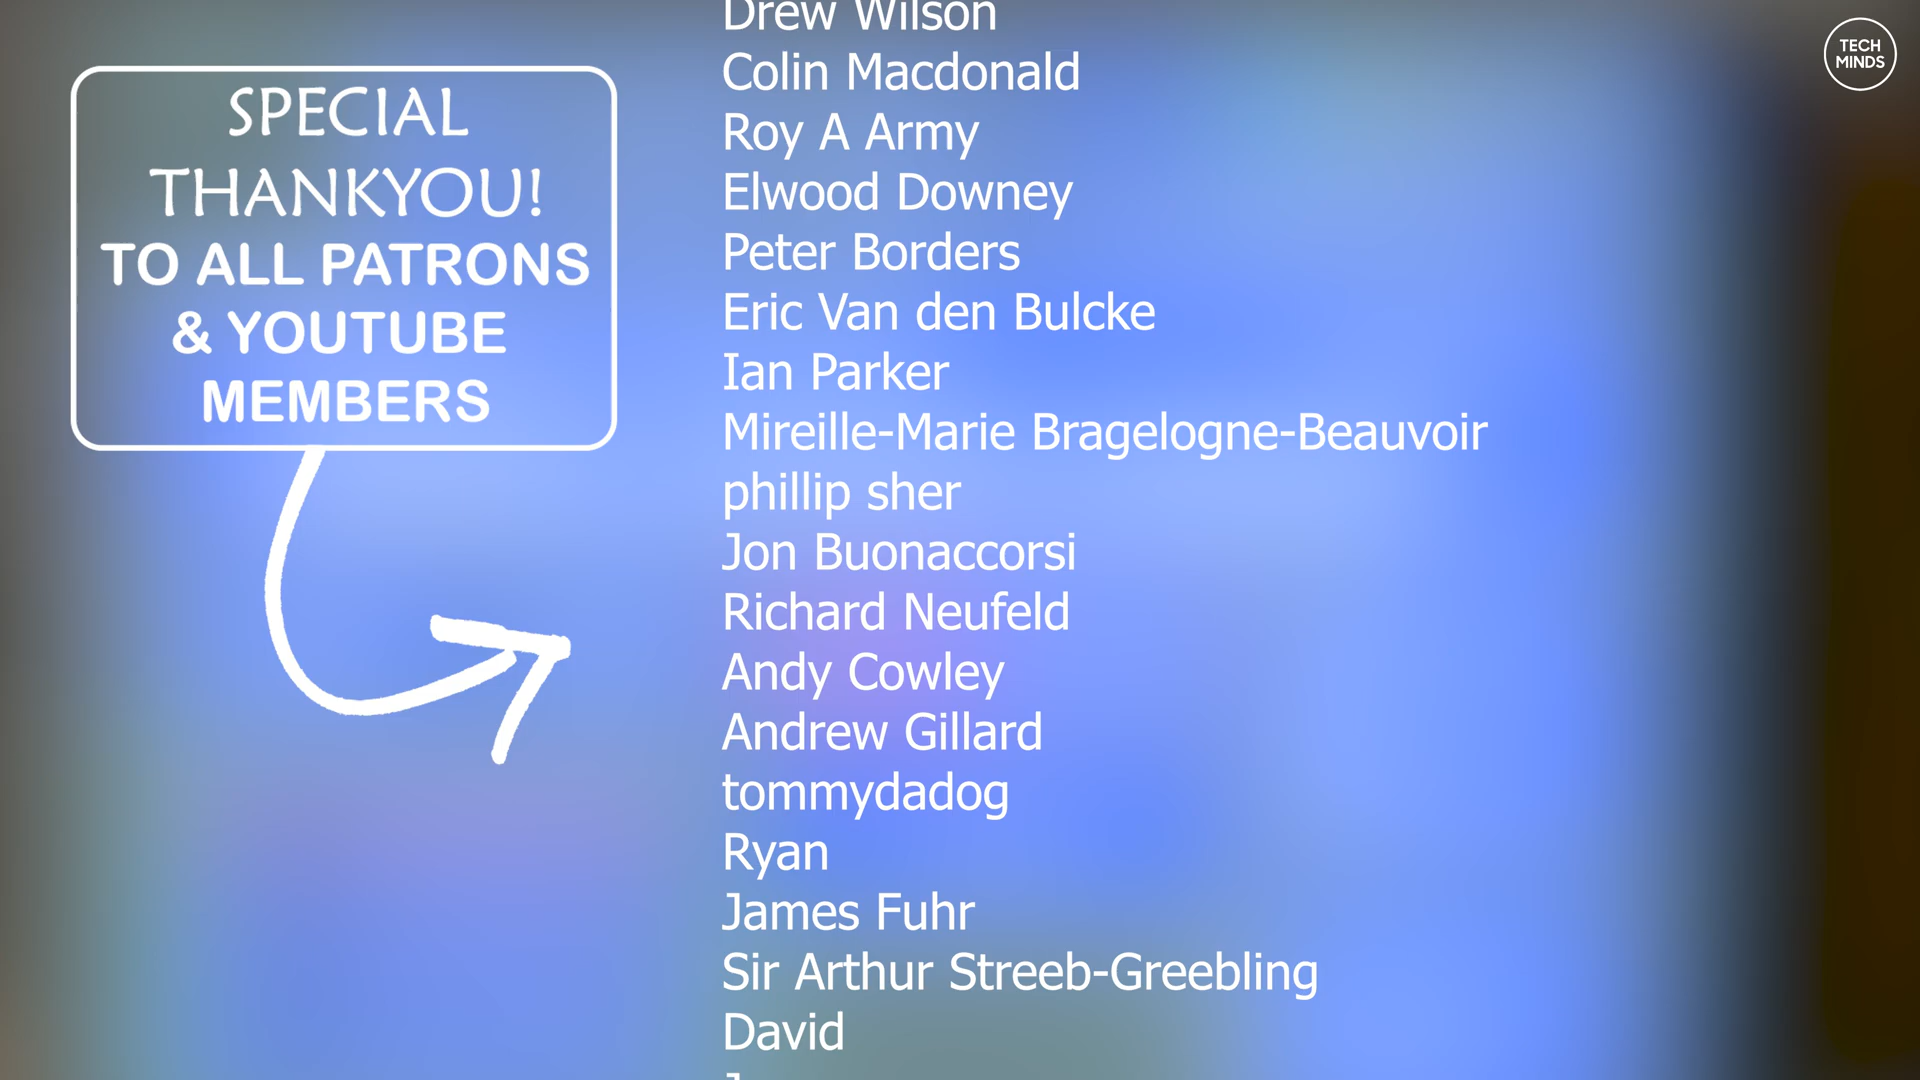 SPECIAL
THANKYOU!
TO ALL PATRONS
& YOUTUBE
MEMBERS
Drew Wilson
Colin Macdonald
Roy A Army
Elwood Downey
Peter Borders
Eric Van den Bulcke
Ian Parker
Mireille-Marie Bragelogne-Beauvoir
phillip sher
Jon Buonaccorsi
Richard Neufeld
Andy Cowley
Andrew Gillard
tommydadog
Ryan
James Fuhr
Sir Arthur Streeb-Greebling
David
TECH
MINDS